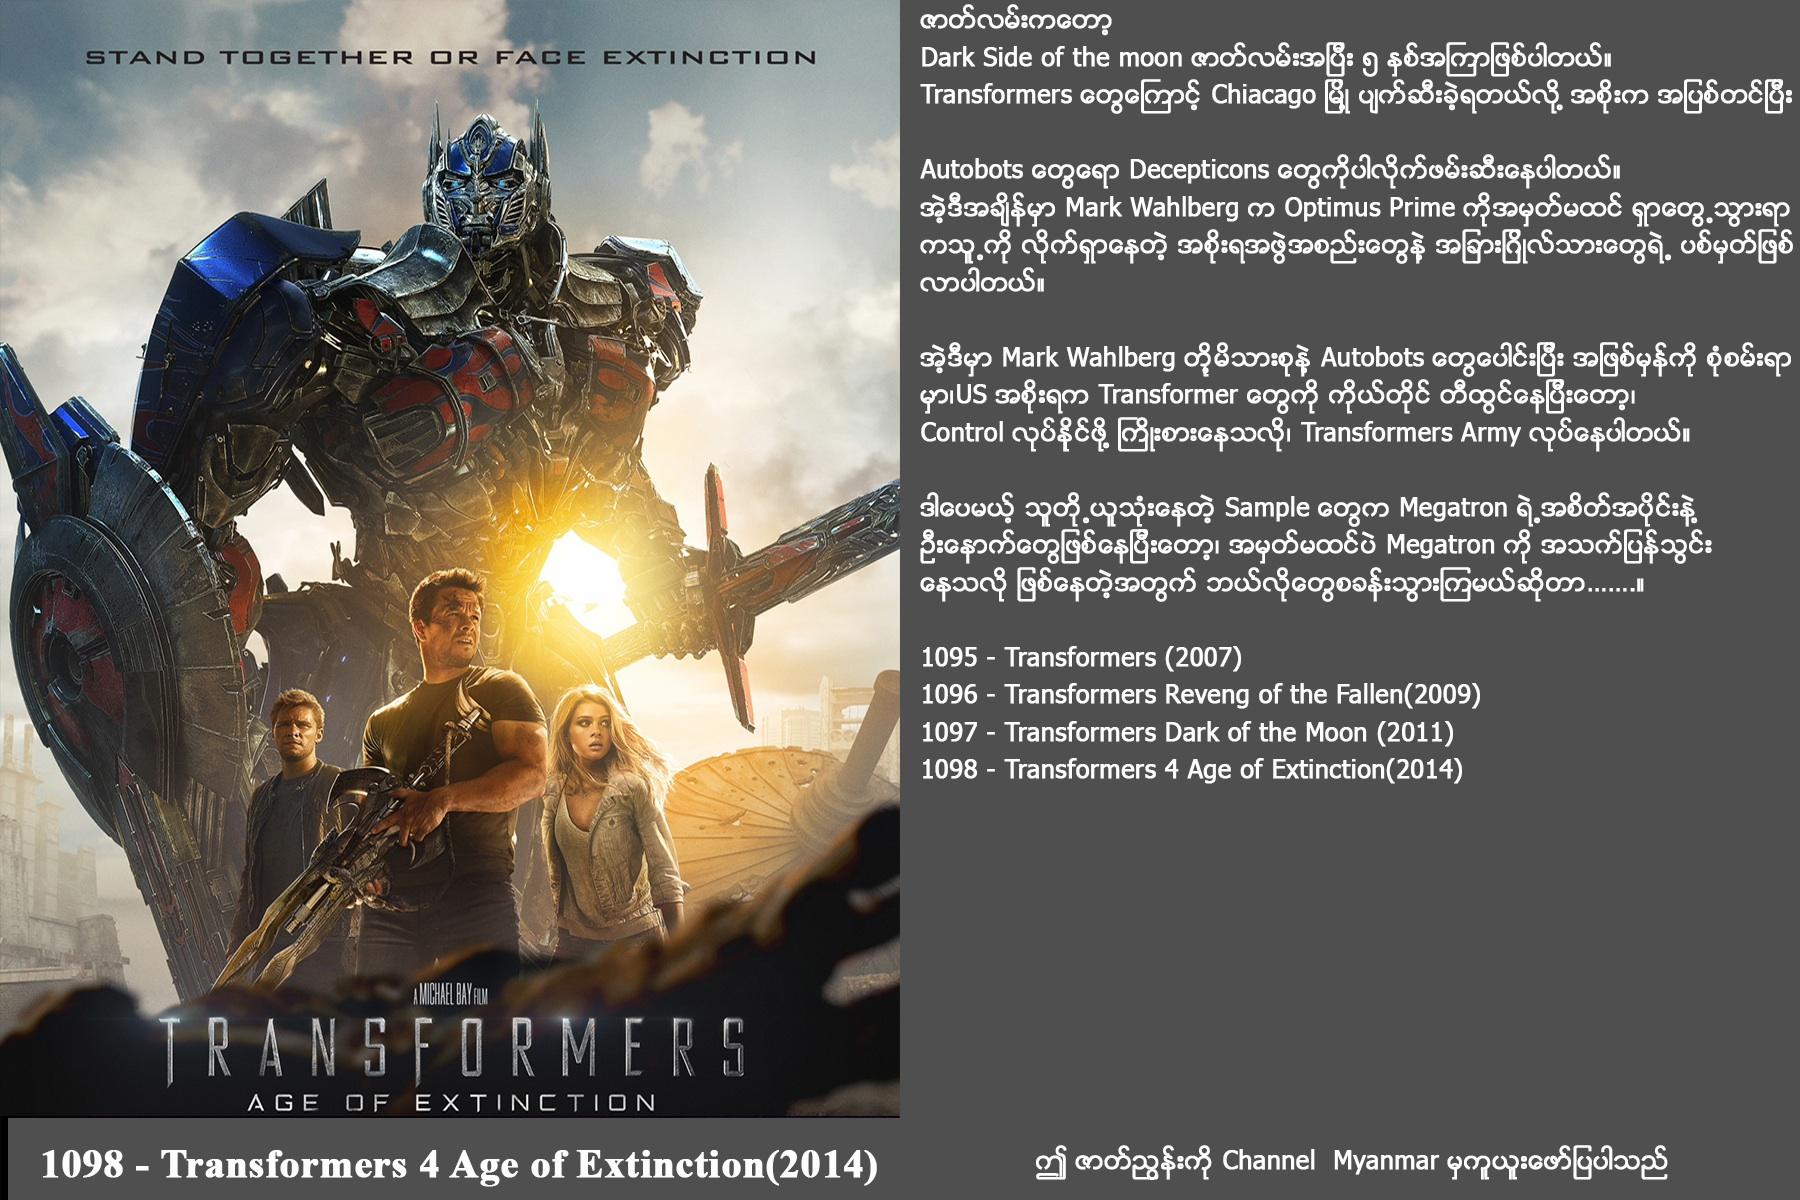 STAND TOGETHER OR FACE EXTINCTION
A MICHAEL BAY FILM
TRANSFORMERS
AGE OF EXTINCTION
1098 - Transformers 4 Age of Extinction(2014)
ဇာတ်လမ်းကတော့
Dark Side of the moon ဇာတ်လမ်းအပြီး ၅ နှစ်အကြာဖြစ်ပါတယ်။
Transformers တွေကြောင့် Chiacago မြို့ ပျက်ဆီးခဲ့ရတယ်လို့ အစိုးက အပြစ်တင်ပြီး
Autobots တွေရော Decepticons တွေကိုပါလိုက်ဖမ်းဆီးနေပါတယ်။
အဲ့ဒီအချိန်မှာ Mark Wahlberg က Optimus Prime ကိုအမှတ်မထင် ရှာတွေ့သွားရာ
ကသူ့ကို လိုက်ရှာနေတဲ့ အစိုးရအဖွဲအစည်းတွေနဲ့ အခြားဂြိုလ်သားတွေရဲ့ ပစ်မှတ်ဖြစ်
လာပါတယ်။
အဲ့ဒီမှာ Mark Wahlberg တို့မိသားစုနဲ့ Autobots တွေပေါင်းပြီး အဖြစ်မှန်ကို စုံစမ်းရာ
မှာ၊US အစိုးရက Transformer တွေကို ကိုယ်တိုင် တီထွင်နေပြီးတော့၊
Control လုပ်နိုင်ဖို့ ကြိုးစားနေသလို၊ Transformers Army လုပ်နေပါတယ်။
ဒါပေမယ့် သူတို့ယူသုံးနေတဲ့ Sample တွေက Megatron ရဲ့အစိတ်အပိုင်းနဲ့
ဦးနောက်တွေဖြစ်နေပြီးတော့၊ အမှတ်မထင်ပဲ Megatron ကို အသက်ပြန်သွင်း
နေသလို ဖြစ်နေတဲ့အတွက် ဘယ်လိုတွေစခန်းသွားကြမယ်ဆိုတာ.......။
1095 - Transformers (2007)
1096 - Transformers Reveng of the Fallen(2009)
1097 - Transformers Dark of the Moon (2011)
1098 - Transformers 4 Age of Extinction(2014)
ဤ ဇာတ်ညွှန်းကို Channel Myanmar မှကူယူးဖော်ပြပါသည်